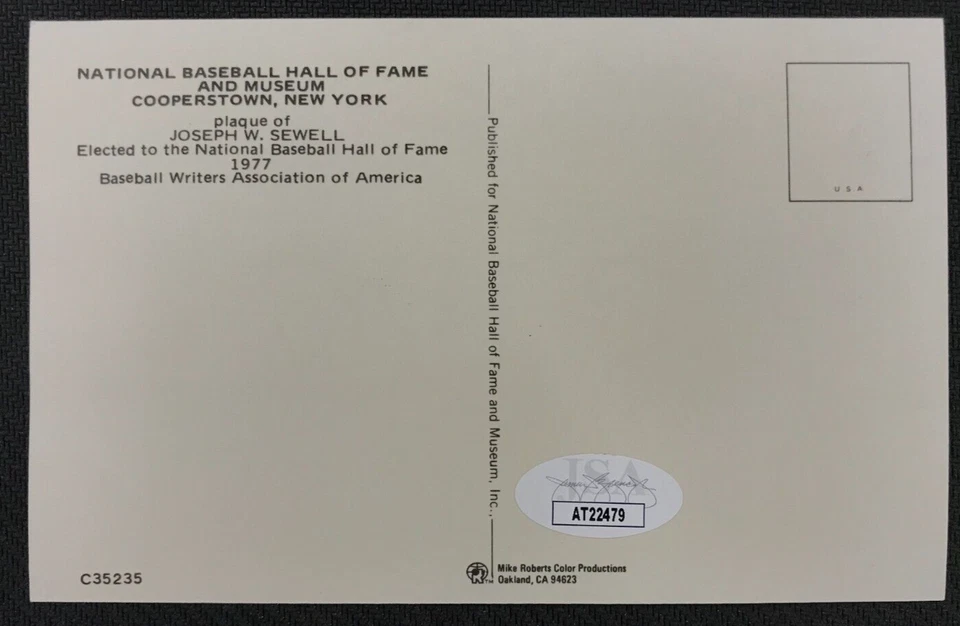 NATIONAL BASEBALL HALL OF FAME
AND MUSEUM
COOPERSTOWN, NEW YORK
plaque of
JOSEPH W. SEWELL
Elected to the National Baseball Hall of Fame
1977
Baseball Writers Association of America
Published for National Baseball Hall of Fame and Museum, Inc.,
USA
JSA
AT22479
C35235
Mike Roberts Color Productions
Oakland, CA 94623